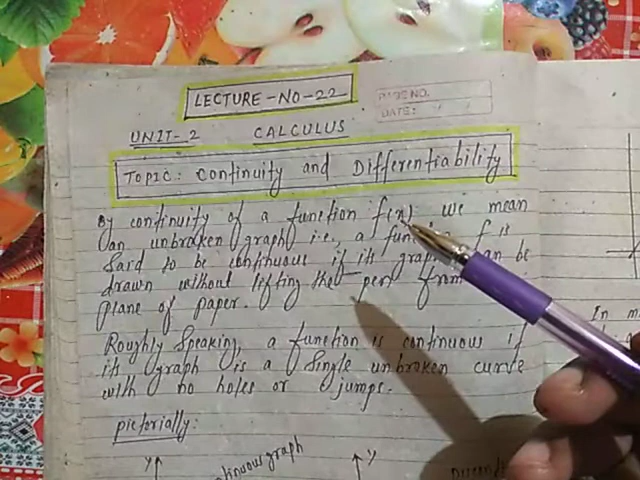 LECTURE-NO-22
PAGE NO.
DATE:
UNIT-2 CALCULUS
TOPIC: Continuity and Differentiability
By continuity of a function f(x) we mean
an unbroken graph i.e., a f is
Said to be continuous if its graph be
drawn without lifting the pen from
plane of paper.
Roughly Speaking, a function is continuous if
its graph is a Single unbroken curve
with no holes or jumps.
pictorially:
graph
y
y
In